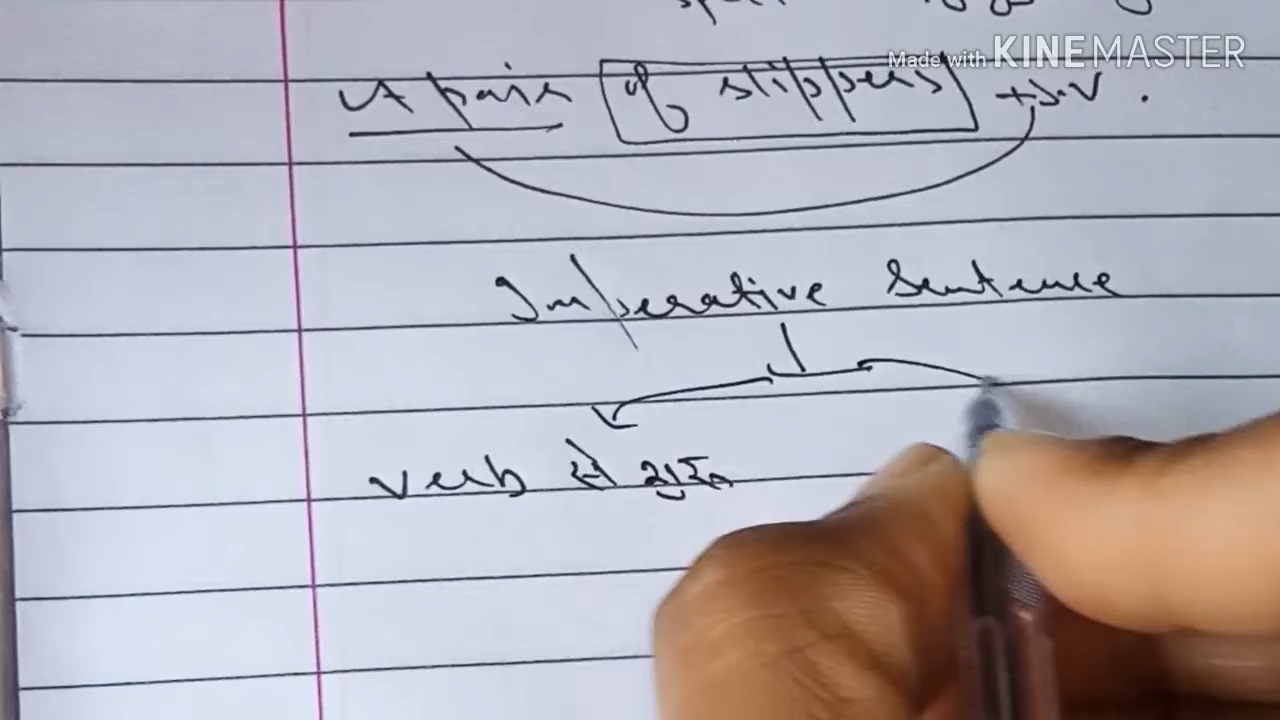 Made with KINEMASTER
A pair of slippers + s.v.
Imperative Sentence
verb से शुरू